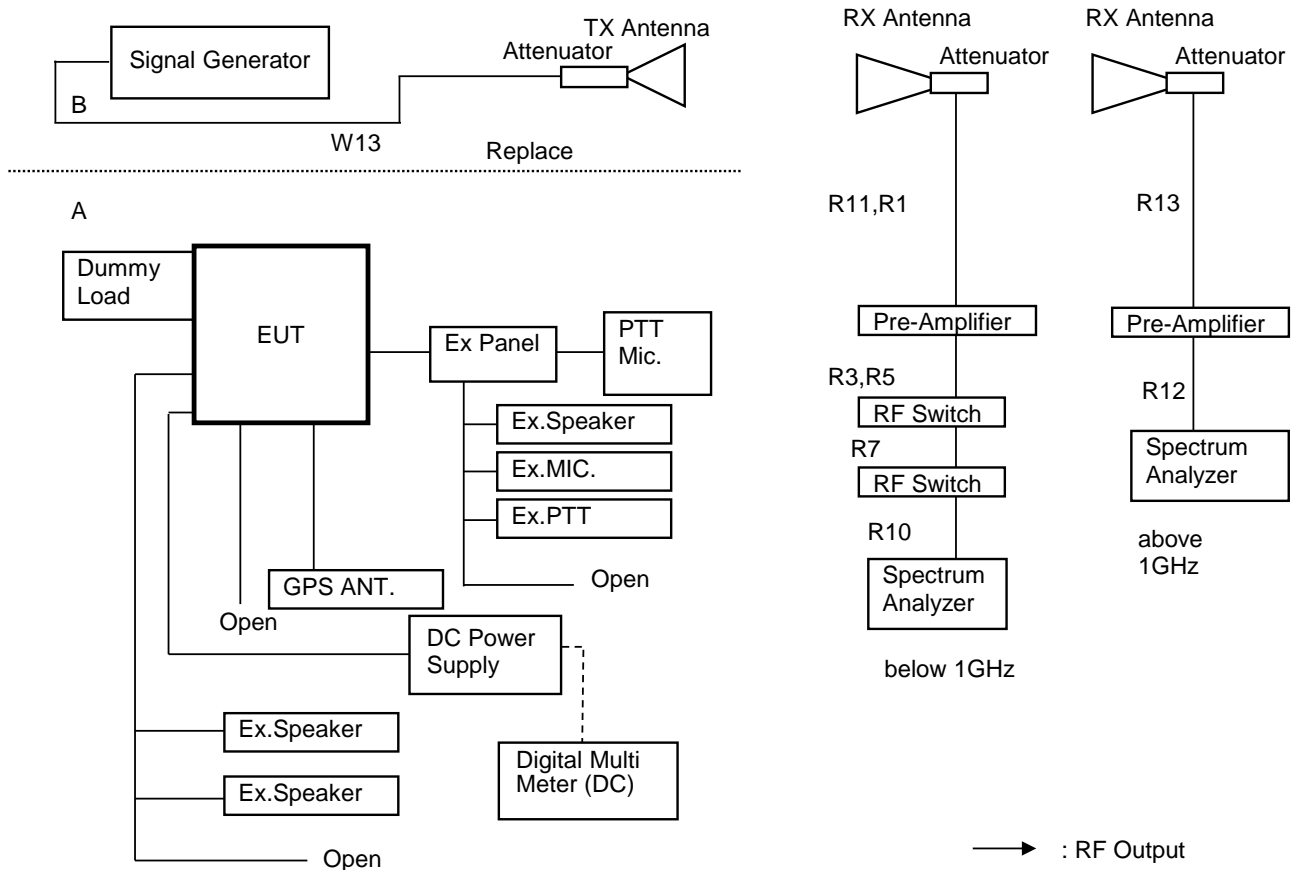 Signal Generator
B
W13
TX Antenna
Attenuator
Replace
A
Dummy
Load
EUT
Ex Panel
PTT
Mic.
Ex.Speaker
Ex.MIC.
Ex.PTT
Open
GPS ANT.
Open
DC Power
Supply
Digital Multi
Meter (DC)
Ex.Speaker
Ex.Speaker
Open
RX Antenna
Attenuator
R11,R1
Pre-Amplifier
R3,R5
RF Switch
R7
RF Switch
R10
Spectrum
Analyzer
below 1GHz
RX Antenna
Attenuator
R13
Pre-Amplifier
R12
Spectrum
Analyzer
above
1GHz
: RF Output